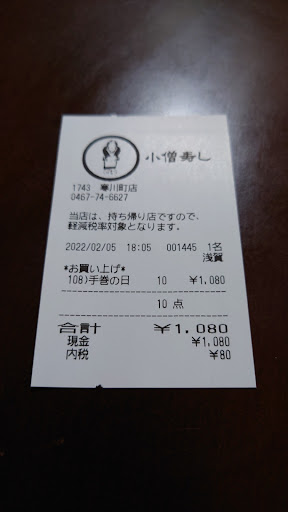 小僧寿し
1743 寒川町店
0467-74-6627
当店は、持ち帰り店ですので、
軽減税率対象となります。
2022/02/05 18:05 001445 1名
浅賀
*お買い上げ*
108)手巻の日 10 ¥1,080
10 点
合計 ¥1,080
現金 ¥1,080
内税 ¥80